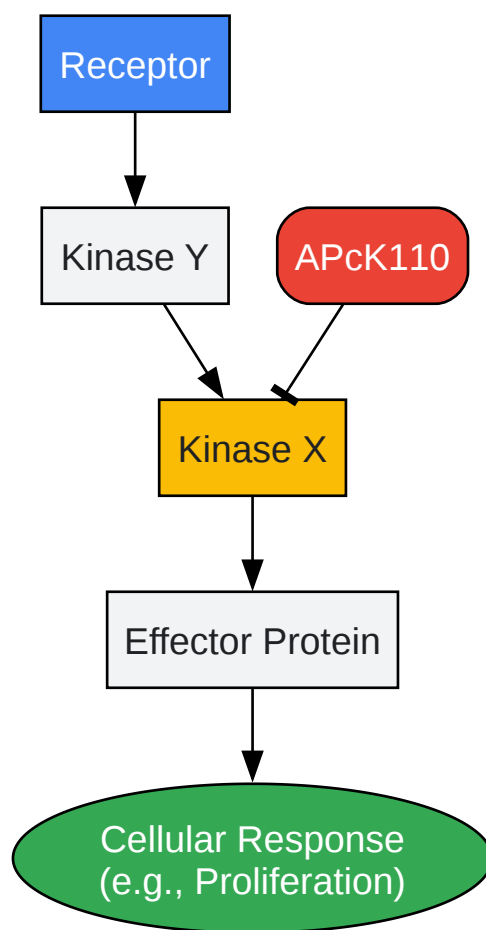 Receptor
Kinase Y
APcK110
Kinase X
Effector Protein
Cellular Response
(e.g., Proliferation)